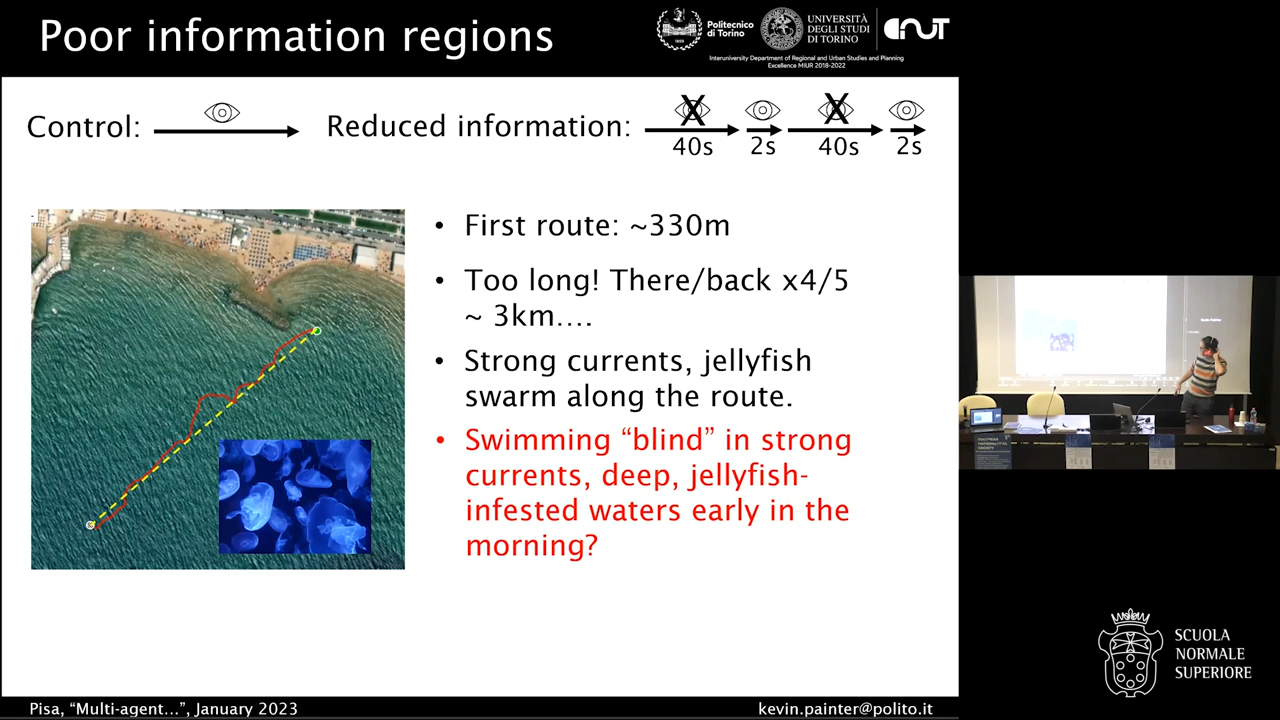 Poor information regions
Politecnico
di Torino
UNIVERSITÀ
DEGLI STUDI
DI TORINO
Interuniversity Department of Regional and Urban Studies and Planning
Excellence MIUR 2018-2022
Control:
Reduced information:
40s
2s
40s
2s
• First route: ~330m
• Too long! There/back x4/5
~ 3km....
• Strong currents, jellyfish
swarm along the route.
• Swimming “blind” in strong
currents, deep, jellyfish-
infested waters early in the
morning?
SCUOLA
NORMALE
SUPERIORE
Pisa, “Multi-agent...”, January 2023
kevin.painter@polito.it